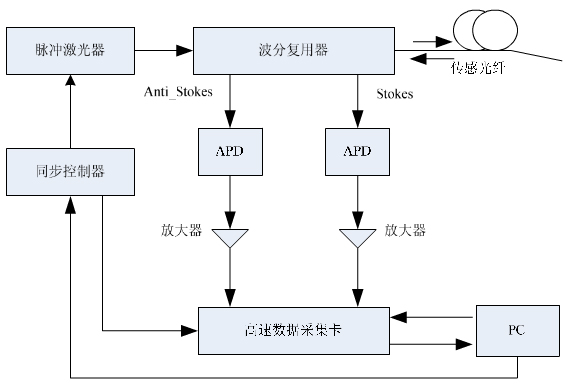 脉冲激光器
波分复用器
传感光纤
Anti_Stokes
Stokes
APD
APD
同步控制器
放大器
放大器
高速数据采集卡
PC